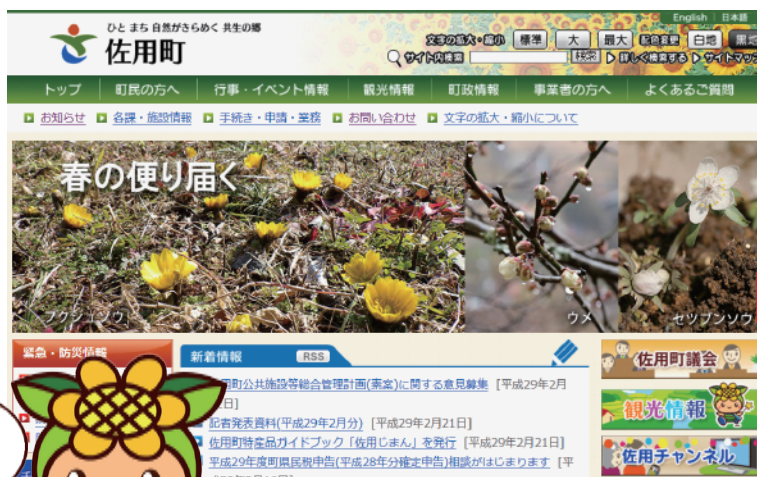 English | 日本語
ひと まち 自然がきらめく 共生の郷
佐用町
文字の拡大・縮小 標準 大 最大 配色変更 白地 黒地
サイト内検索 検索 詳しく検索する サイトマップ
トップ 町民の方へ 行事・イベント情報 観光情報 町政情報 事業者の方へ よくあるご質問
お知らせ 各課・施設情報 手続き・申請・業務 お問い合わせ 文字の拡大・縮小について
春の便り届く
フクジュソウ ウメ セツブンソウ
緊急・防災情報
新着情報 RSS
用町公共施設等総合管理計画(素案)に関する意見募集 [平成29年2月
日]
記者発表資料(平成29年2月分) [平成29年2月21日]
佐用町特産品ガイドブック「佐用じまん」を発行 [平成29年2月21日]
平成29年度町県民税申告(平成28年分確定申告)相談がはじまります [平
佐用町議会
観光情報
佐用チャンネル